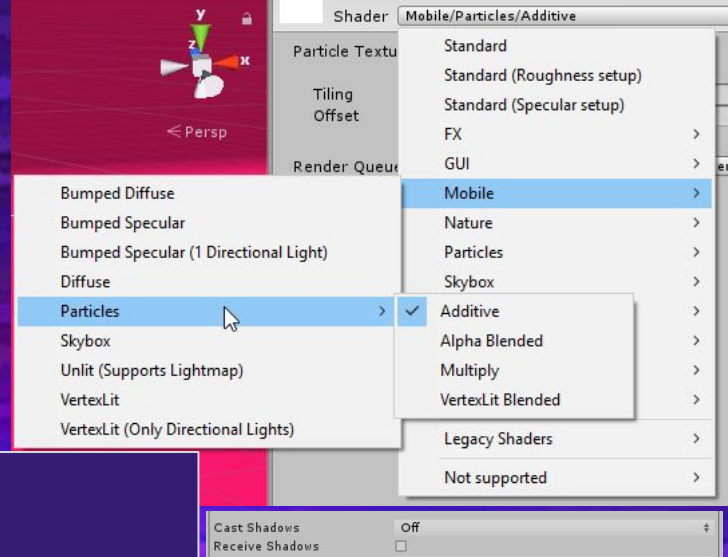 y
z
x
< Persp
Shader Mobile/Particles/Additive
Particle Textu
Tiling
Offset
Render Queue
Standard
Standard (Roughness setup)
Standard (Specular setup)
FX
GUI
Mobile
Nature
Particles
Skybox
Legacy Shaders
Not supported
Bumped Diffuse
Bumped Specular
Bumped Specular (1 Directional Light)
Diffuse
Particles
Skybox
Unlit (Supports Lightmap)
VertexLit
VertexLit (Only Directional Lights)
Additive
Alpha Blended
Multiply
VertexLit Blended
Cast Shadows Off
Receive Shadows